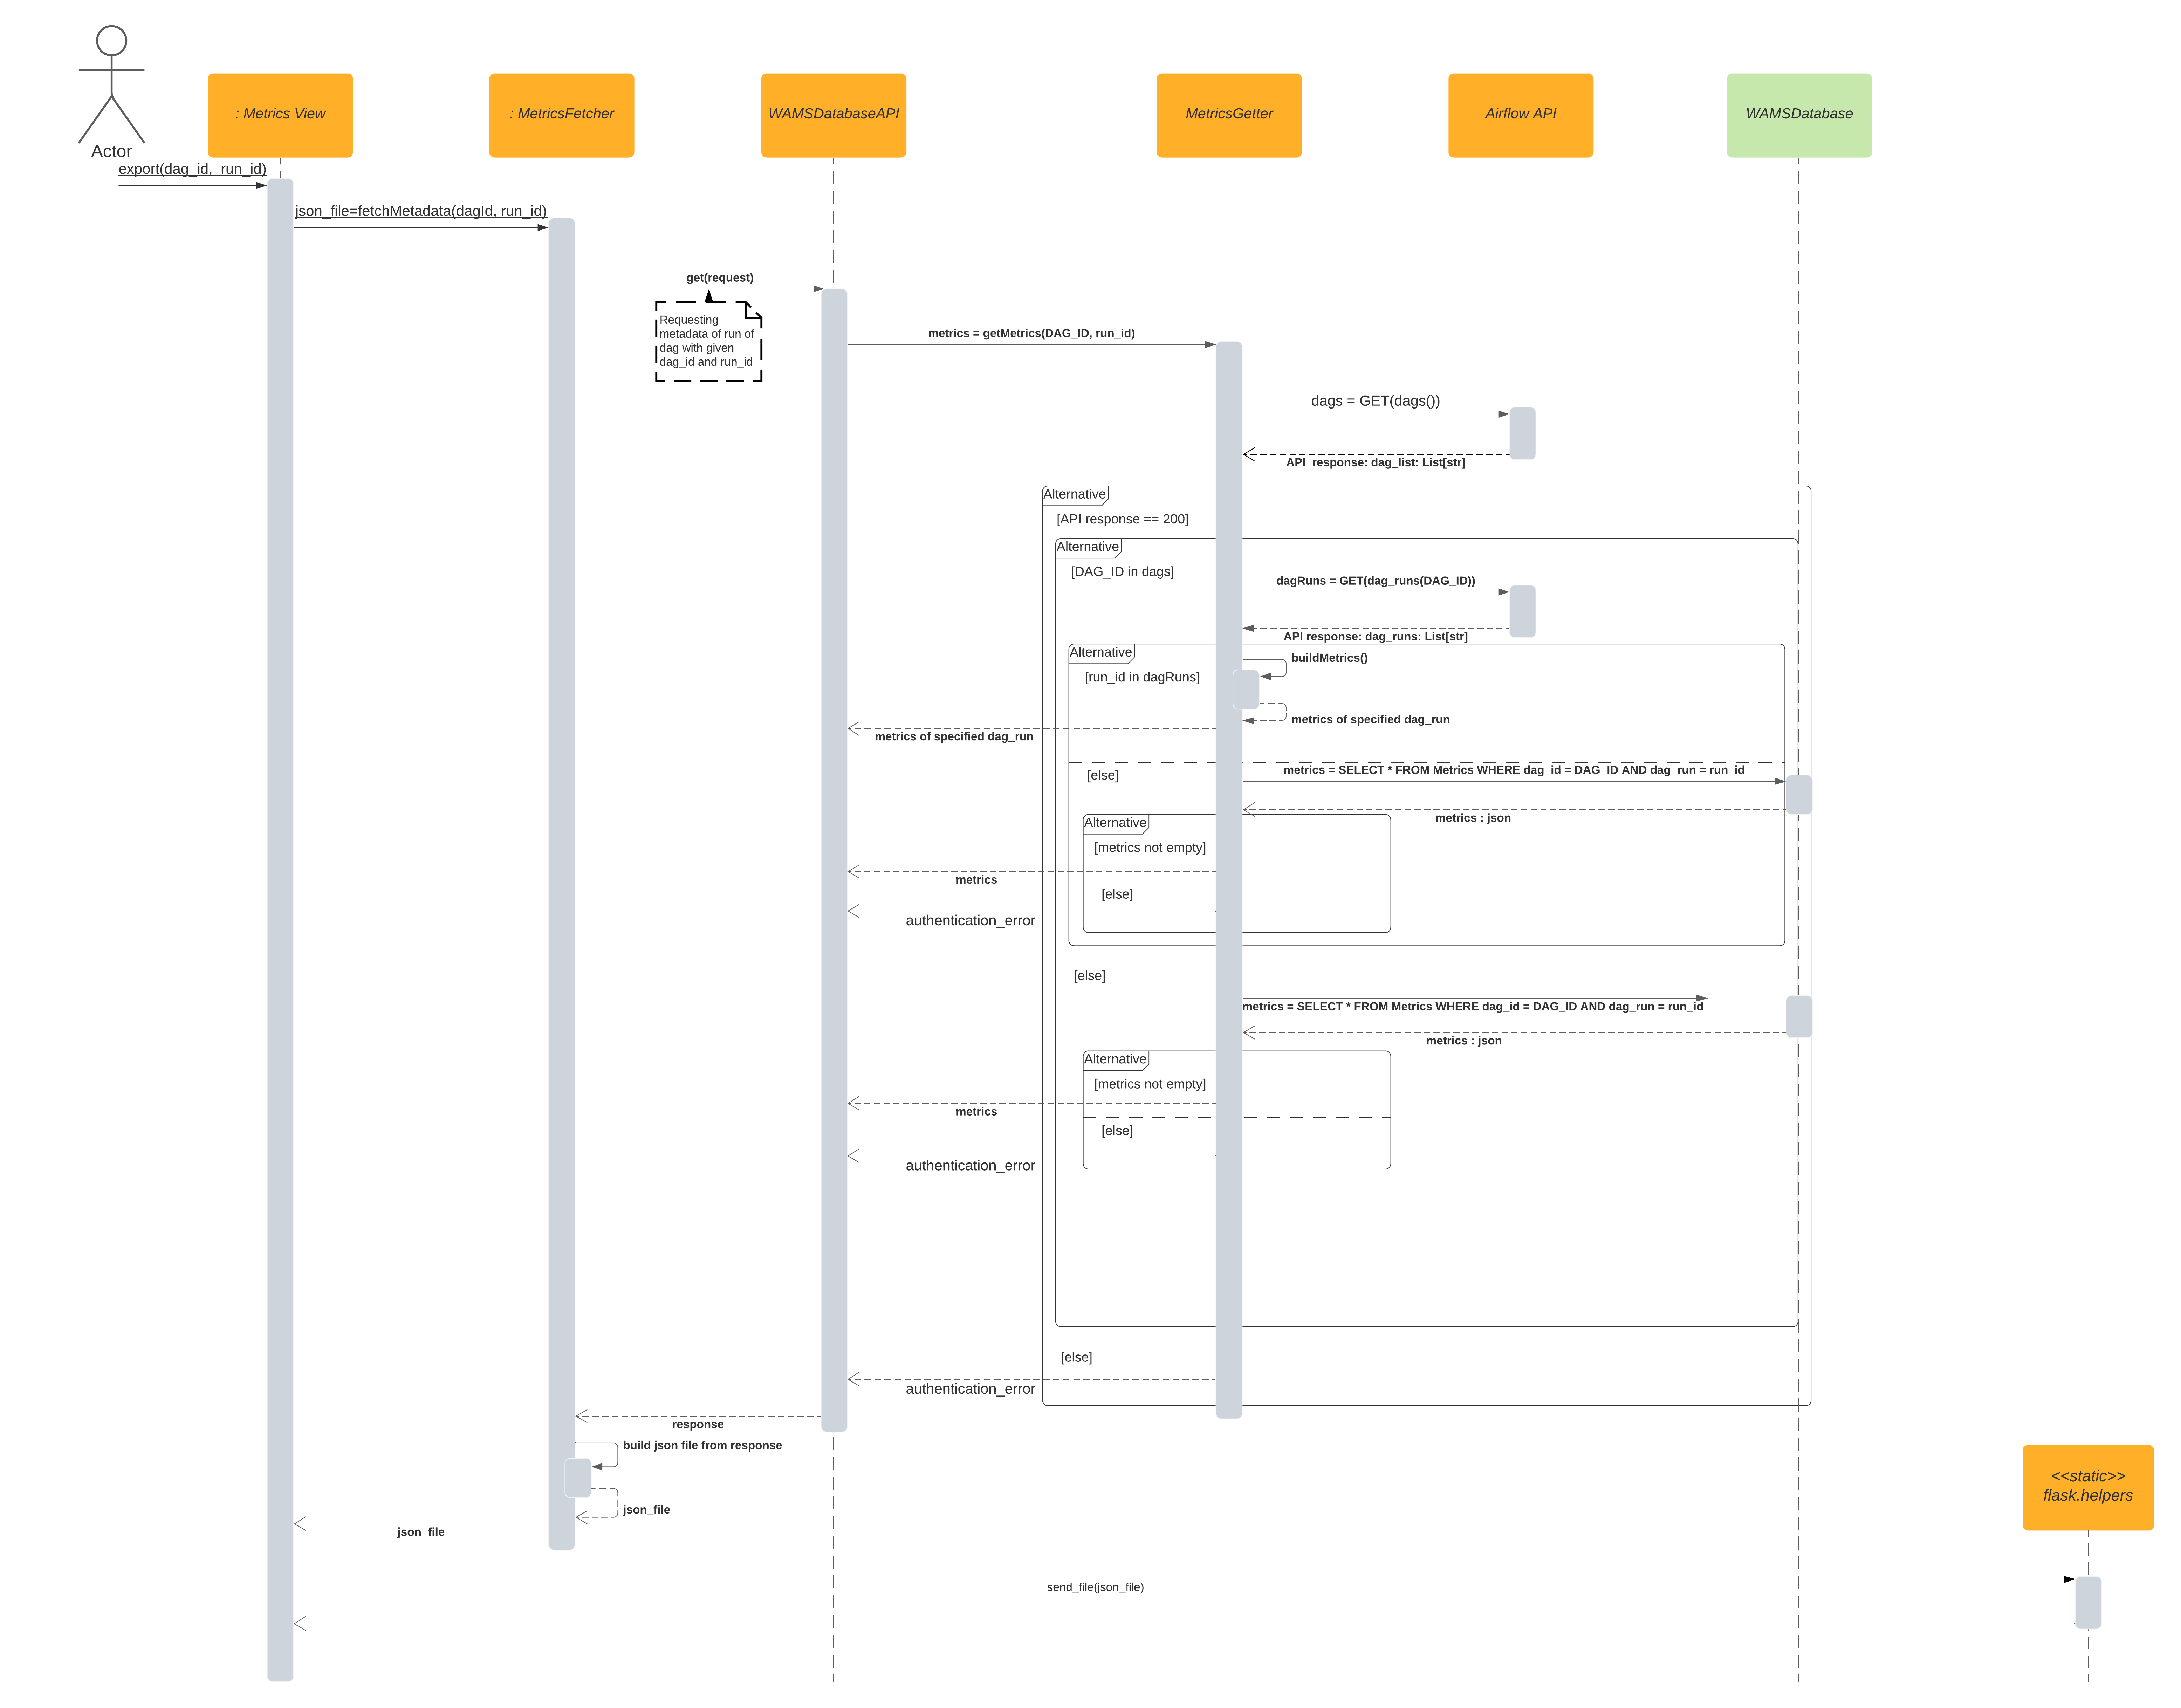 Actor
: Metrics View
: MetricsFetcher
WAMSDatabaseAPI
MetricsGetter
Airflow API
WAMSDatabase
export(dag_id,  run_id)
json_file=fetchMetadata(dagId, run_id)
get(request)
Requesting
metadata of run of
dag with given
dag_id and run_id
metrics = getMetrics(DAG_ID, run_id)
dags = GET(dags())
API  response: dag_list: List[str]
Alternative
[API response == 200]
Alternative
[DAG_ID in dags]
dagRuns = GET(dag_runs(DAG_ID))
API response: dag_runs: List[str]
Alternative
buildMetrics()
[run_id in dagRuns]
metrics of specified dag_run
metrics of specified dag_run
[else]
metrics = SELECT * FROM Metrics WHERE dag_id = DAG_ID AND dag_run = run_id
metrics : json
Alternative
[metrics not empty]
metrics
[else]
authentication_error
[else]
metrics = SELECT * FROM Metrics WHERE dag_id = DAG_ID AND dag_run = run_id
metrics : json
Alternative
[metrics not empty]
metrics
[else]
authentication_error
[else]
authentication_error
response
build json file from response
json_file
json_file
<<static>>
flask.helpers
send_file(json_file)